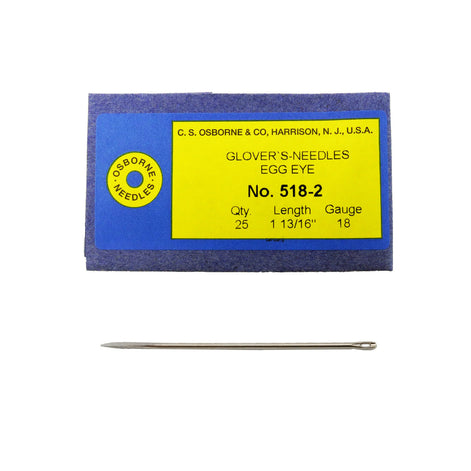 C. S. OSBORNE & CO, HARRISON, N. J., U.S.A.
OSBORNE
NEEDLES
GLOVER`S-NEEDLES
EGG EYE
No. 518-2
Qty. Length Gauge
25 1 13/16" 18